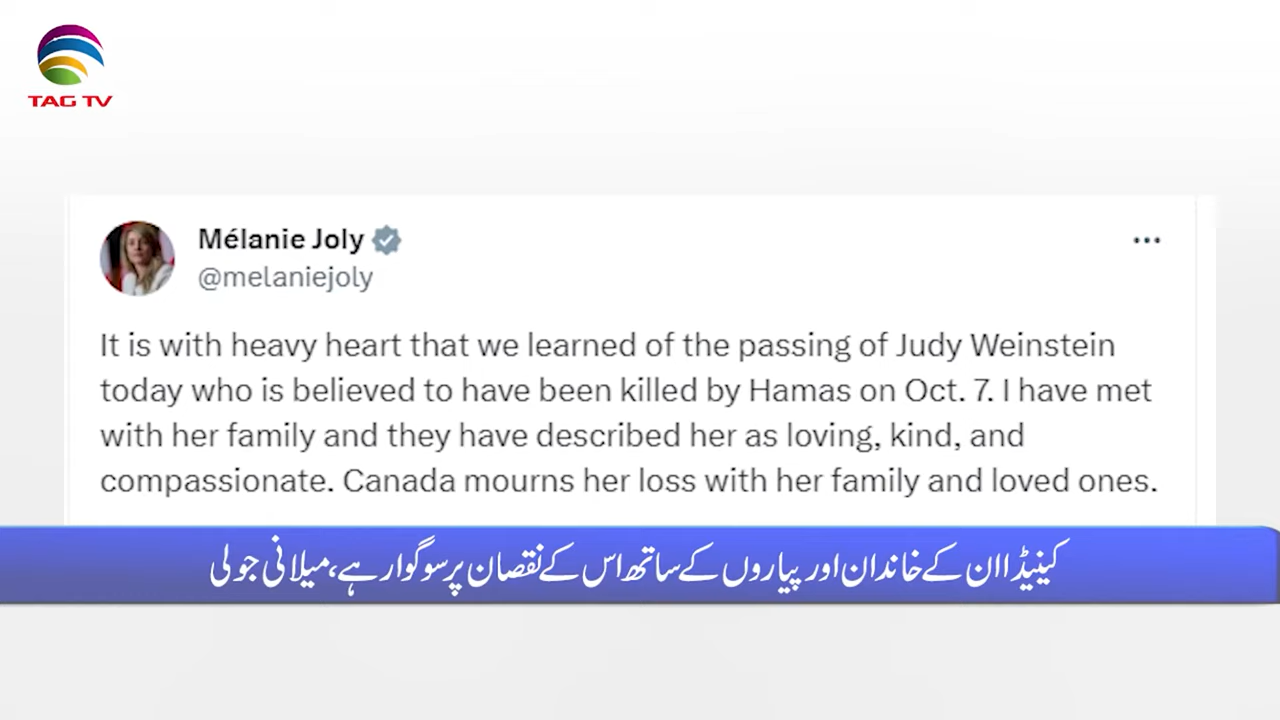 TAG TV
Mélanie Joly
@melaniejoly
It is with heavy heart that we learned of the passing of Judy Weinstein
today who is believed to have been killed by Hamas on Oct. 7. I have met
with her family and they have described her as loving, kind, and
compassionate. Canada mourns her loss with her family and loved ones.
کینیڈا ان کے خاندان اور پیاروں کے ساتھ اس کے نقصان پر سوگوار ہے، میلانی جولی